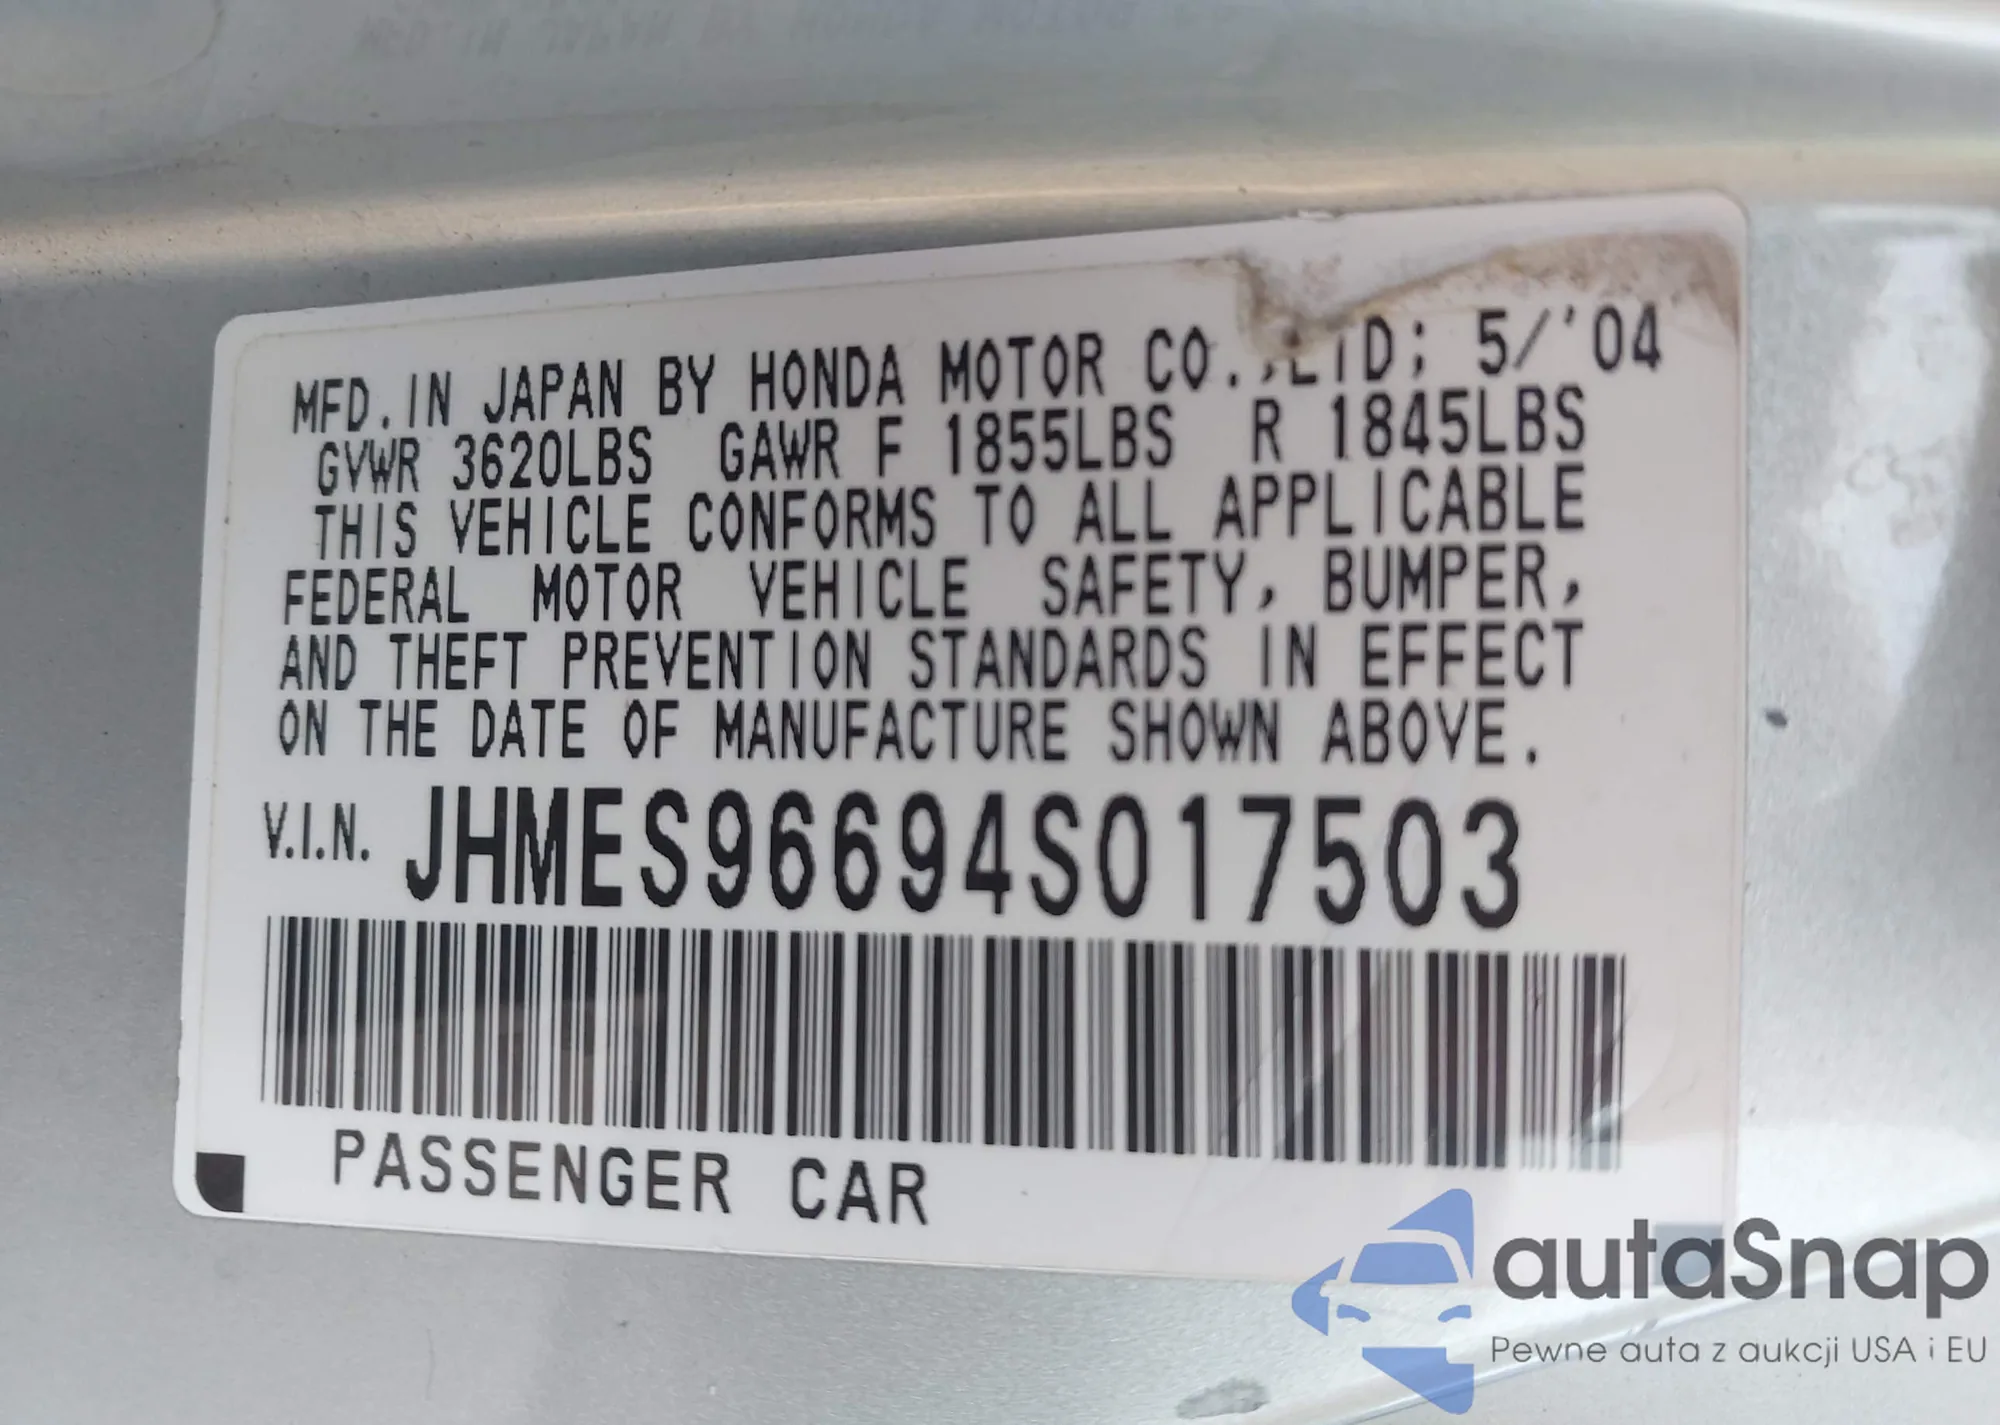 MFD. IN JAPAN BY HONDA MOTOR CO., LTD; 5/'04
GVWR 3620LBS GAWR F 1855LBS R 1845LBS
THIS VEHICLE CONFORMS TO ALL APPLICABLE
FEDERAL MOTOR VEHICLE SAFETY, BUMPER,
AND THEFT PREVENTION STANDARDS IN EFFECT
ON THE DATE OF MANUFACTURE SHOWN ABOVE.
V.I.N. JHMES96694S017503
PASSENGER CAR
autaSnap
Pewne auta z aukcji USA i EU